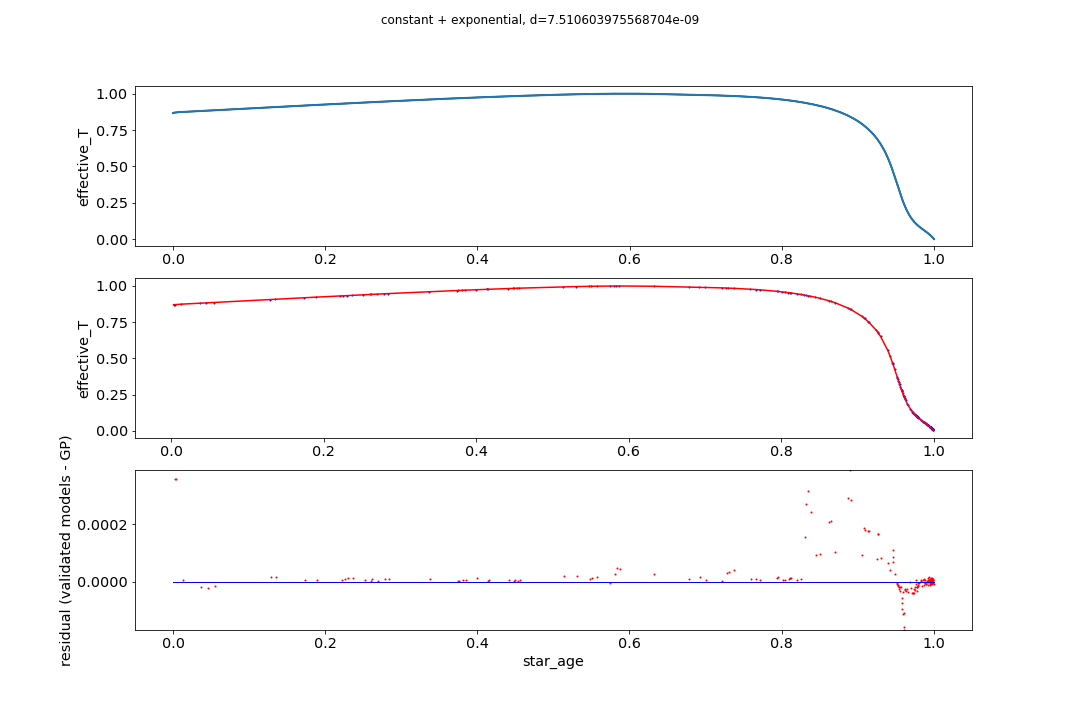 constant + exponential, d=7.510603975568704e-09
effective_T
1.00
0.75
0.50
0.25
0.00
0.0 0.2 0.4 0.6 0.8 1.0
effective_T
1.00
0.75
0.50
0.25
0.00
0.0 0.2 0.4 0.6 0.8 1.0
residual (validated models - GP)
0.0002
0.0000
0.0 0.2 0.4 0.6 0.8 1.0
star_age